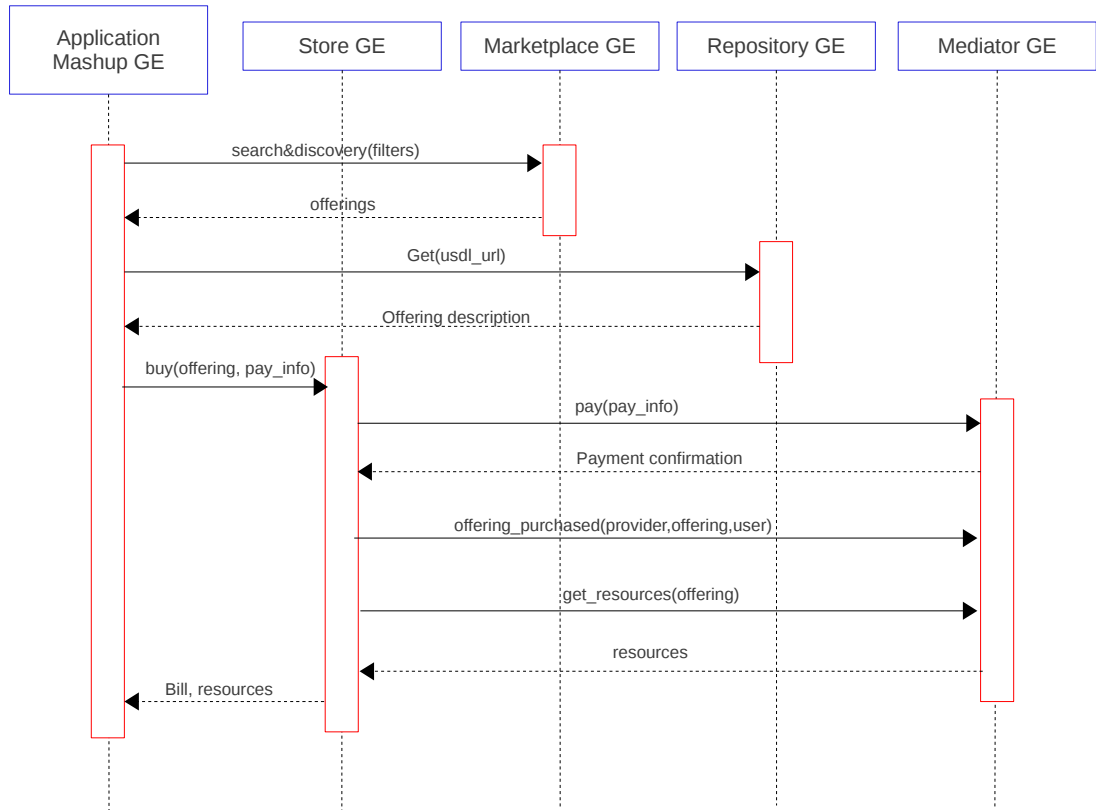 Application
Mashup GE
Store GE
Marketplace GE
Repository GE
Mediator GE
search&discovery(filters)
offerings
Get(usdl_url)
Offering description
buy(offering, pay_info)
pay(pay_info)
Payment confirmation
offering_purchased(provider,offering,user)
get_resources(offering)
resources
Bill, resources